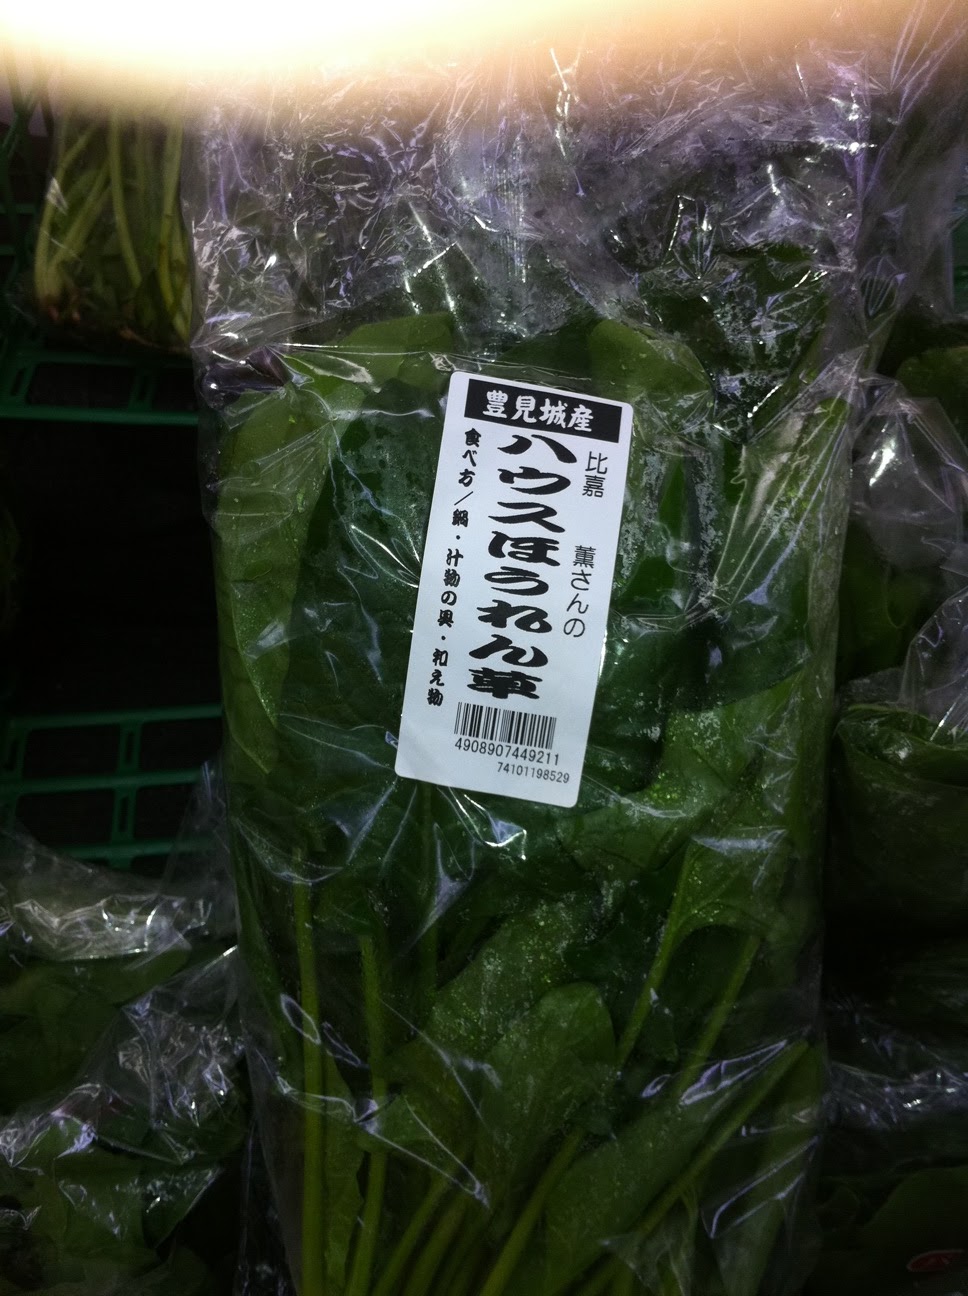 豊見城産
比嘉 薫さんの
ハウスほうれん草
食べ方／鍋・汁物の具・和え物
4908907449211
74101198529